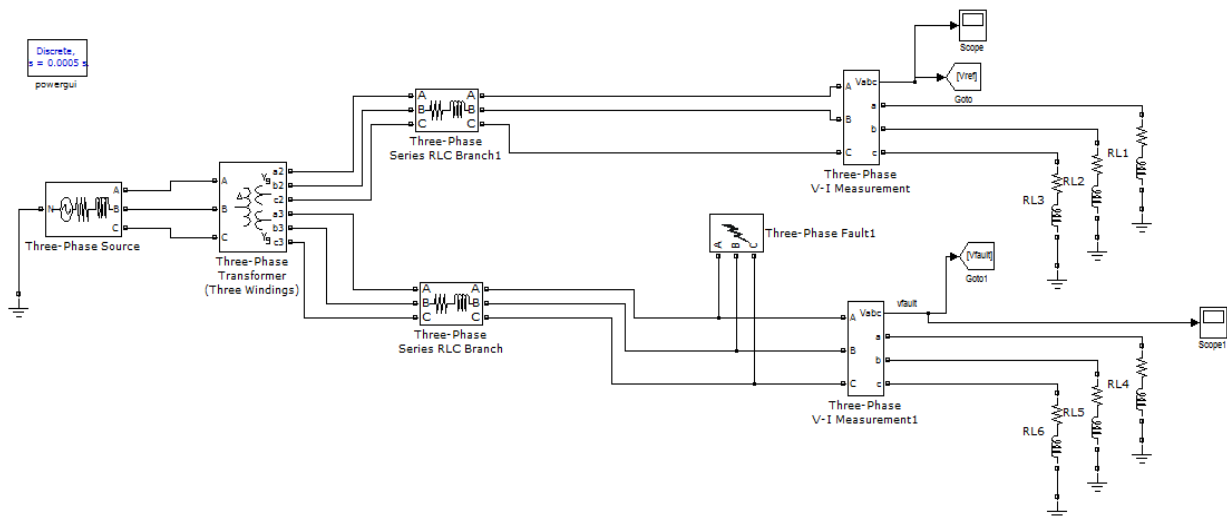 Discrete,
s = 0.0005 s.
powergui
N
A
B
C
Three-Phase Source
A
B
C
Δ
Yg
Yg
a2
b2
c2
a3
b3
c3
Three-Phase
Transformer
(Three Windings)
A
B
C
A
B
C
Three-Phase
Series RLC Branch1
A
B
C
A
B
C
Three-Phase
Series RLC Branch
A
B
C
Three-Phase Fault1
A
B
C
Vabc
a
b
c
Three-Phase
V-I Measurement
Scope
[Vref]
Goto
RL1
RL2
RL3
A
B
C
Vabc
a
b
c
Three-Phase
V-I Measurement1
vfault
[Vfault]
Goto1
Scope1
RL4
RL5
RL6